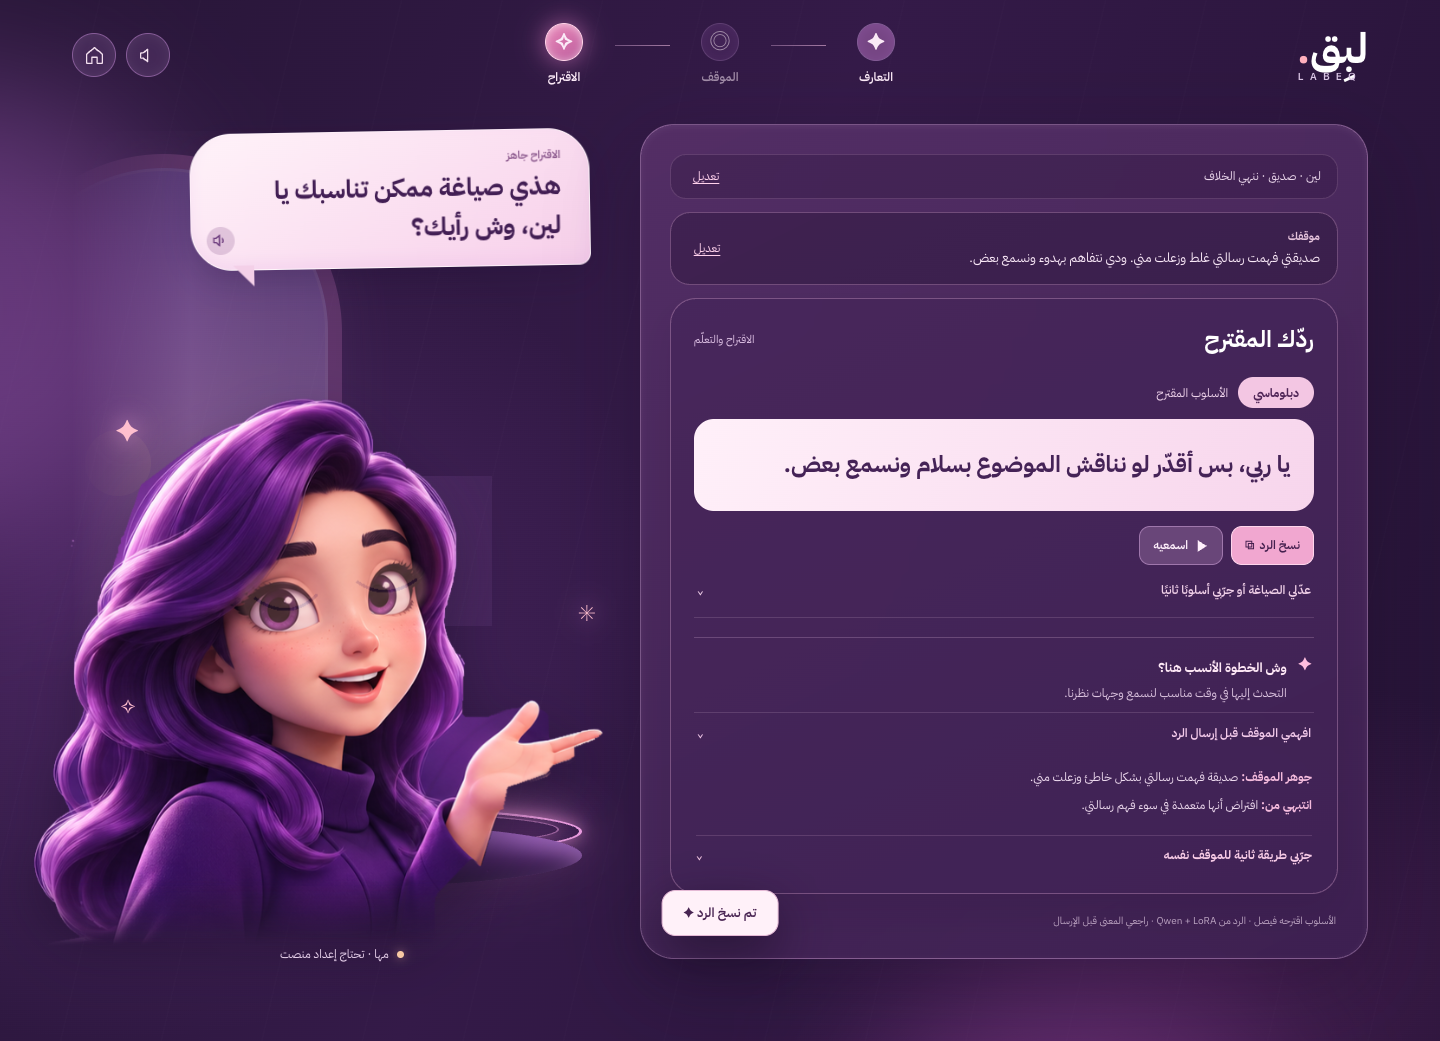 لبق.
LABEQ
التعارف
الموقف
الاقتراح
الاقتراح جاهز
هذي صياغة ممكن تناسبك يا
لين، وش رأيك؟
لين · صديق · ننهي الخلاف
تعديل
موقفك
صديقتي فهمت رسالتي غلط وزعلت مني. ودي نتفاهم بهدوء ونسمع بعض.
تعديل
ردّك المقترح
الاقتراح والتعلّم
دبلوماسي
الأسلوب المقترح
يا ربي، بس أقدّر لو نناقش الموضوع بسلام ونسمع بعض.
نسخ الرد
اسمعيه
عدّلي الصياغة أو جرّبي أسلوبًا ثانيًا
وش الخطوة الأنسب هنا؟
التحدث إليها في وقت مناسب لنسمع وجهات نظرنا.
افهمي الموقف قبل إرسال الرد
جوهر الموقف: صديقة فهمت رسالتي بشكل خاطئ وزعلت مني.
انتبهي من: افتراض أنها متعمدة في سوء فهم رسالتي.
جرّبي طريقة ثانية للموقف نفسه
تم نسخ الرد
الأسلوب اقترحه فيصل · الرد من Qwen + LoRA · راجعي المعنى قبل الإرسال
مها · تحتاج إعداد منصت